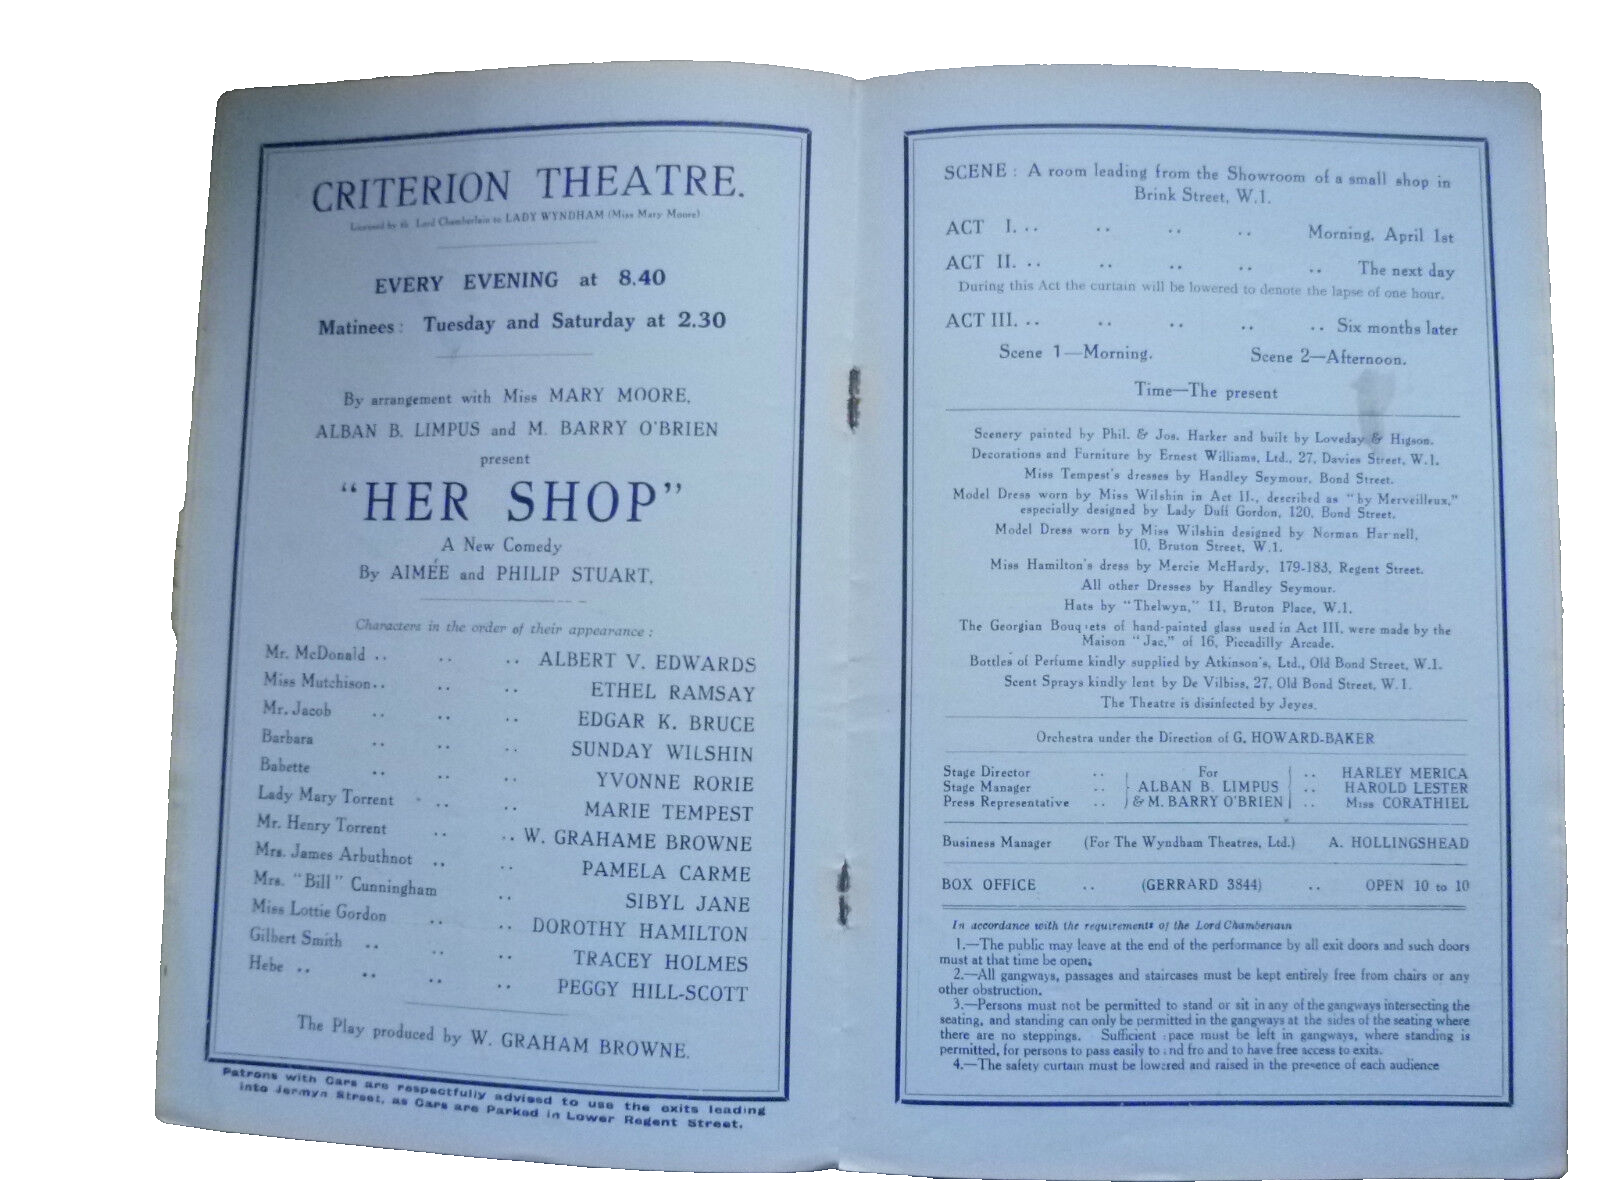 CRITERION THEATRE.
Licensed by the Lord Chamberlain to LADY WYNDHAM (Miss Mary Moore)
EVERY EVENING at 8.40
Matinees: Tuesday and Saturday at 2.30
By arrangement with Miss MARY MOORE,
ALBAN B. LIMPUS and M. BARRY O'BRIEN
present
"HER SHOP"
A New Comedy
By AIMÉE and PHILIP STUART.
Characters in the order of their appearance:
Mr. McDonald .. .. .. ALBERT V. EDWARDS
Miss Mutchison.. .. .. ETHEL RAMSAY
Mr. Jacob .. .. .. EDGAR K. BRUCE
Barbara .. .. .. SUNDAY WILSHIN
Babette .. .. .. YVONNE RORIE
Lady Mary Torrent .. .. MARIE TEMPEST
Mr. Henry Torrent .. .. W. GRAHAME BROWNE
Mrs. James Arbuthnot .. .. PAMELA CARME
Mrs. "Bill" Cunningham .. SIBYL JANE
Miss Lottie Gordon .. .. DOROTHY HAMILTON
Gilbert Smith .. .. .. TRACEY HOLMES
Hebe .. .. .. .. PEGGY HILL-SCOTT
The Play produced by W. GRAHAM BROWNE.
Patrons with Cars are respectfully advised to use the exits leading
into Jermyn Street, as Cars are Parked in Lower Regent Street.
SCENE: A room leading from the Showroom of a small shop in
Brink Street, W.1.
ACT I. .. .. .. .. Morning, April 1st
ACT II. .. .. .. .. .. The next day
During this Act the curtain will be lowered to denote the lapse of one hour.
ACT III. .. .. .. .. .. Six months later
Scene 1—Morning. Scene 2—Afternoon.
Time—The present
Scenery painted by Phil. & Jos. Harker and built by Loveday & Higson.
Decorations and Furniture by Ernest Williams, Ltd., 27, Davies Street, W.1.
Miss Tempest's dresses by Handley Seymour, Bond Street.
Model Dress worn by Miss Wilshin in Act II., described as "by Merveilleux,"
especially designed by Lady Duff Gordon, 120, Bond Street.
Model Dress worn by Miss Wilshin designed by Norman Har nell,
10, Bruton Street, W.1.
Miss Hamilton's dress by Mercie McHardy, 179-183, Regent Street.
All other Dresses by Handley Seymour.
Hats by "Thelwyn," 11, Bruton Place, W.1.
The Georgian Bouquets of hand-painted glass used in Act III, were made by the
Maison "Jac," of 16, Piccadilly Arcade.
Bottles of Perfume kindly supplied by Atkinson's, Ltd., Old Bond Street, W.1.
Scent Sprays kindly lent by De Vilbiss, 27, Old Bond Street, W.1.
The Theatre is disinfected by Jeyes.
Orchestra under the Direction of G. HOWARD-BAKER
Stage Director .. For .. HARLEY MERICA
Stage Manager .. ALBAN B. LIMPUS .. HAROLD LESTER
Press Representative .. & M. BARRY O'BRIEN .. Miss CORATHIEL
Business Manager (For The Wyndham Theatres, Ltd.) A. HOLLINGSHEAD
BOX OFFICE .. (GERRARD 3844) .. OPEN 10 to 10
In accordance with the requirements of the Lord Chamberlain
1.—The public may leave at the end of the performance by all exit doors and such doors
must at that time be open.
2.—All gangways, passages and staircases must be kept entirely free from chairs or any
other obstruction.
3.—Persons must not be permitted to stand or sit in any of the gangways intersecting the
seating, and standing can only be permitted in the gangways at the sides of the seating where
there are no steppings. Sufficient space must be left in gangways, where standing is
permitted, for persons to pass easily to and fro and to have free access to exits.
4.—The safety curtain must be lowered and raised in the presence of each audience